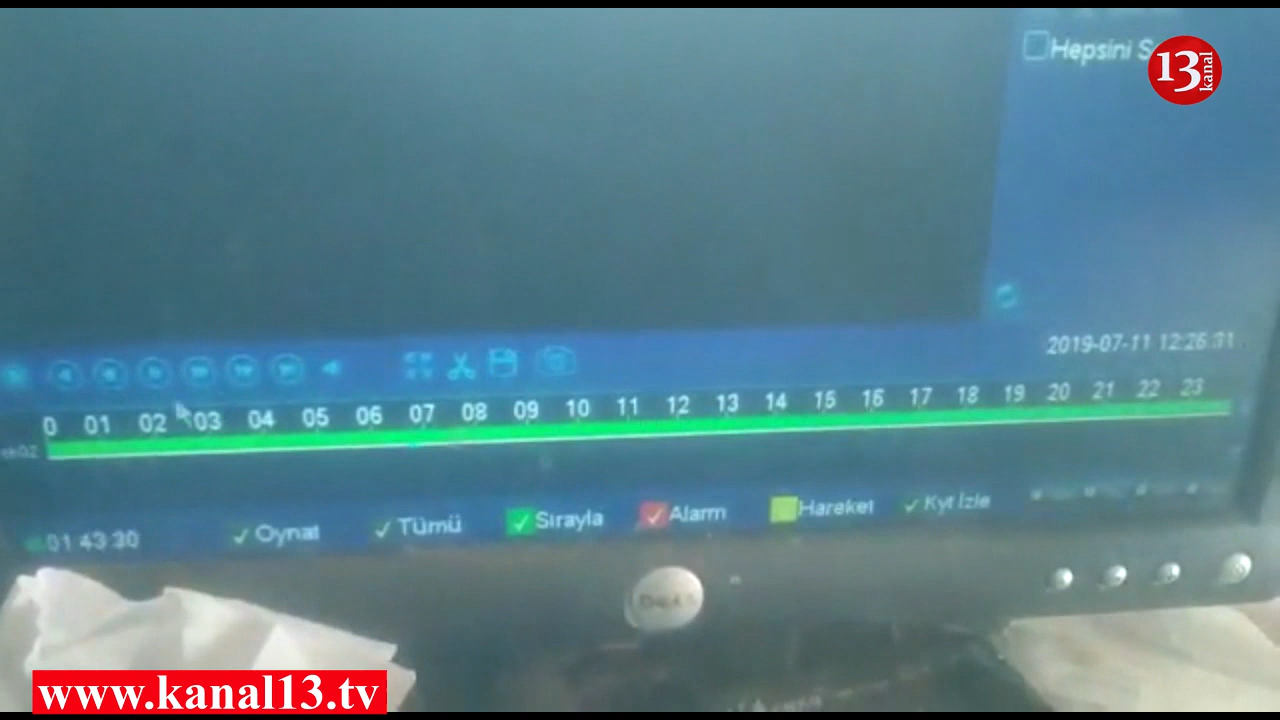 Hepsini S
13 kanal
2019-07-11 12:26:31
0 01 02 03 04 05 06 07 08 09 10 11 12 13 14 15 16 17 18 19 20 21 22 23
01:43:30
Oynat Tümü Sırayla Alarm Hareket Kyt İzle
www.kanal13.tv